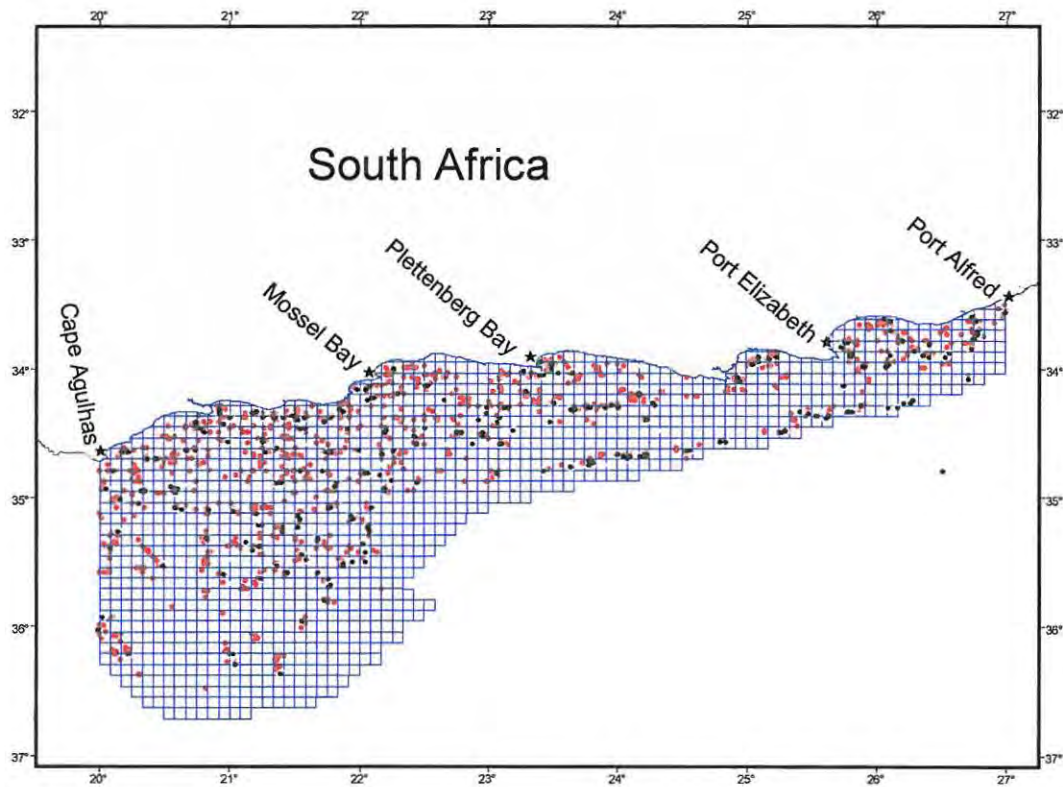 20° 21° 22° 23° 24° 25° 26° 27°
32° 32°
South Africa
33° 33°
Port Alfred
Port Elizabeth
Plettenberg Bay
Mossel Bay
Cape Agulhas
34° 34°
35° 35°
36° 36°
37° 37°
20° 21° 22° 23° 24° 25° 26° 27°